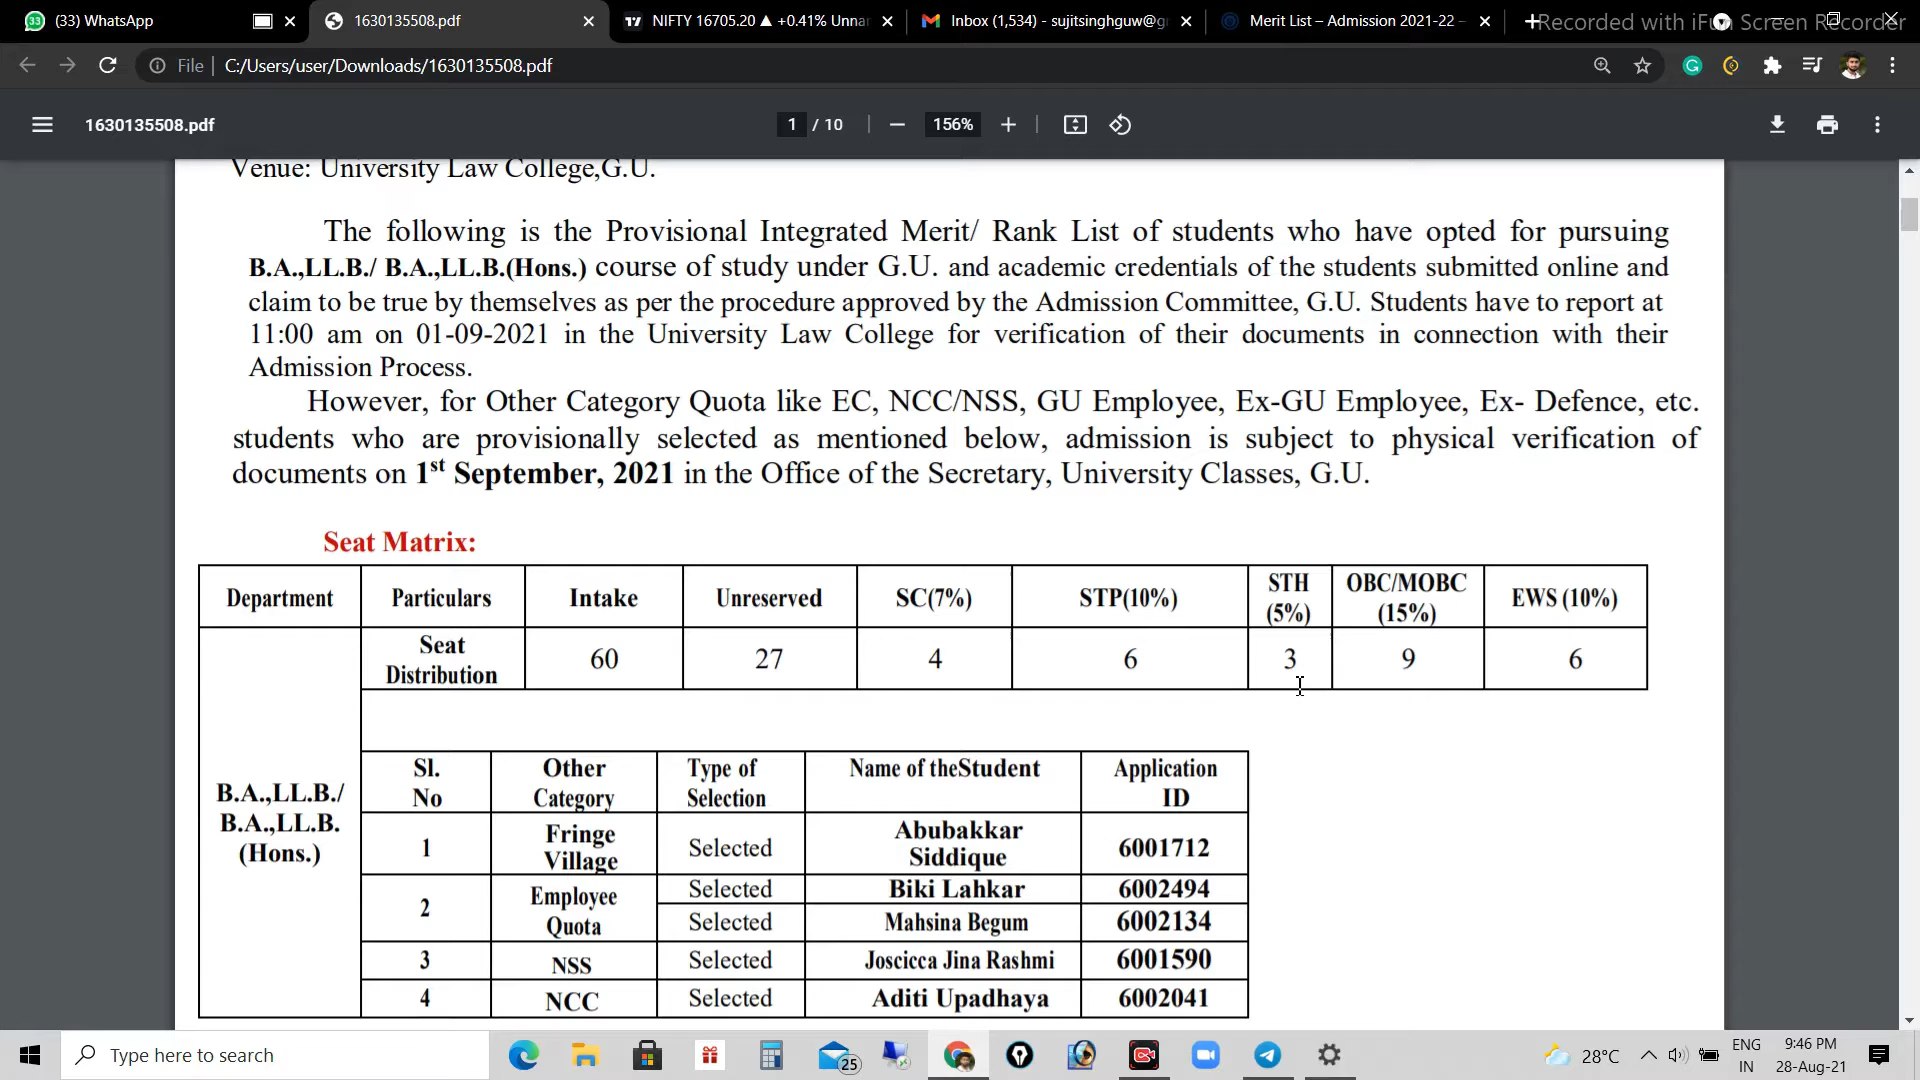 (33) WhatsApp
1630135508.pdf
NIFTY 16705.20 ▲ +0.41% Unna
Inbox (1,534) - sujitsinghguw@g
Merit List – Admission 2021-22 –
Recorded with iFun Screen Recorder
File
C:/Users/user/Downloads/1630135508.pdf
1630135508.pdf
1 / 10
156%
Venue: University Law College,G.U.
The following is the Provisional Integrated Merit/ Rank List of students who have opted for pursuing
B.A.,LL.B./ B.A.,LL.B.(Hons.) course of study under G.U. and academic credentials of the students submitted online and
claim to be true by themselves as per the procedure approved by the Admission Committee, G.U. Students have to report at
11:00 am on 01-09-2021 in the University Law College for verification of their documents in connection with their
Admission Process.
However, for Other Category Quota like EC, NCC/NSS, GU Employee, Ex-GU Employee, Ex- Defence, etc.
students who are provisionally selected as mentioned below, admission is subject to physical verification of
documents on 1st September, 2021 in the Office of the Secretary, University Classes, G.U.
Seat Matrix:
Department Particulars Intake Unreserved SC(7%) STP(10%) STH (5%) OBC/MOBC (15%) EWS (10%)
Seat Distribution 60 27 4 6 3 9 6
B.A.,LL.B./
B.A.,LL.B.
(Hons.)
Sl. No Other Category Type of Selection Name of theStudent Application ID
1 Fringe Village Selected Abubakkar Siddique 6001712
2 Employee Quota Selected Biki Lahkar 6002494
Selected Mahsina Begum 6002134
3 NSS Selected Joscicca Jina Rashmi 6001590
4 NCC Selected Aditi Upadhaya 6002041
Type here to search
25
28°C
ENG
IN
9:46 PM
28-Aug-21